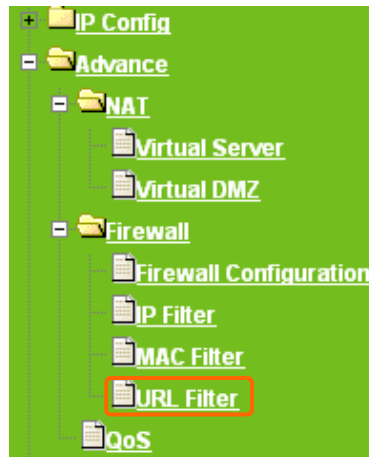 IP Config
Advance
NAT
Virtual Server
Virtual DMZ
Firewall
Firewall Configuration
IP Filter
MAC Filter
URL Filter
QoS